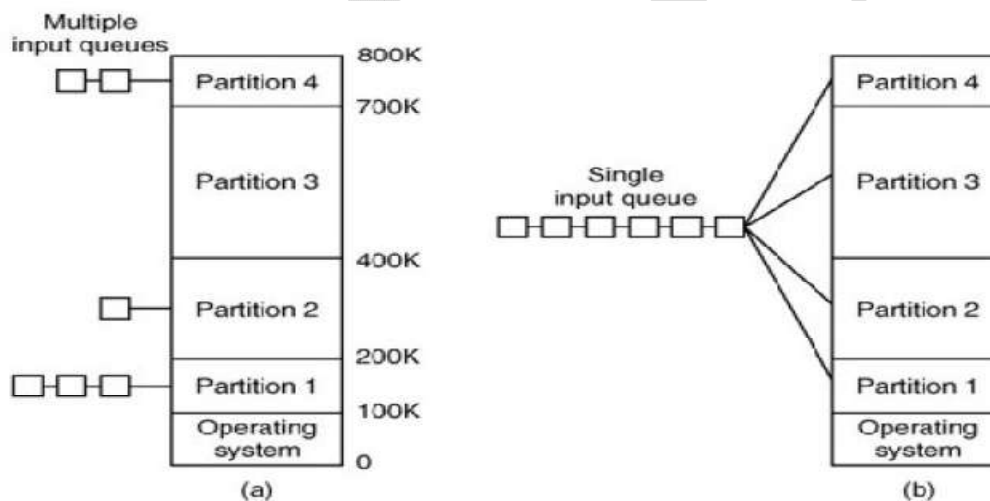 Multiple
input queues
800K
Partition 4
700K
Partition 3
400K
Partition 2
200K
Partition 1
100K
Operating
system
0
(a)
Single
input queue
Partition 4
Partition 3
Partition 2
Partition 1
Operating
system
(b)